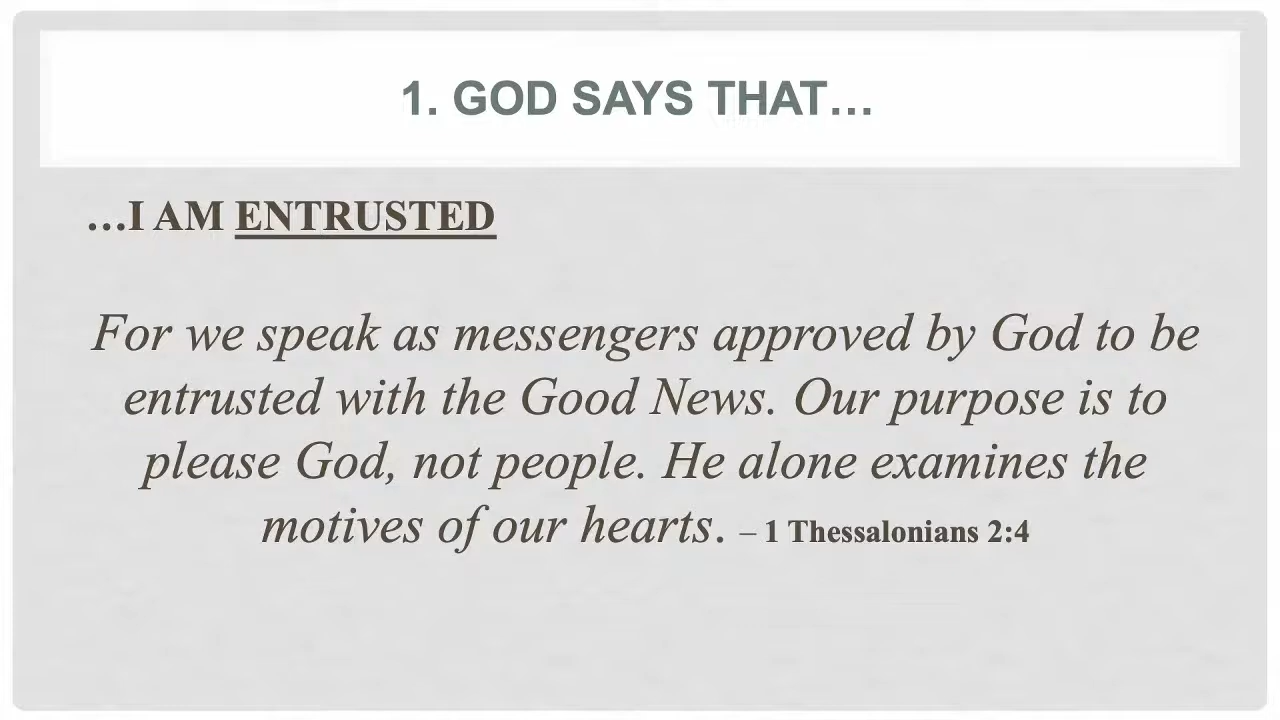 1. GOD SAYS THAT…
…I AM ENTRUSTED
For we speak as messengers approved by God to be
entrusted with the Good News. Our purpose is to
please God, not people. He alone examines the
motives of our hearts. – 1 Thessalonians 2:4